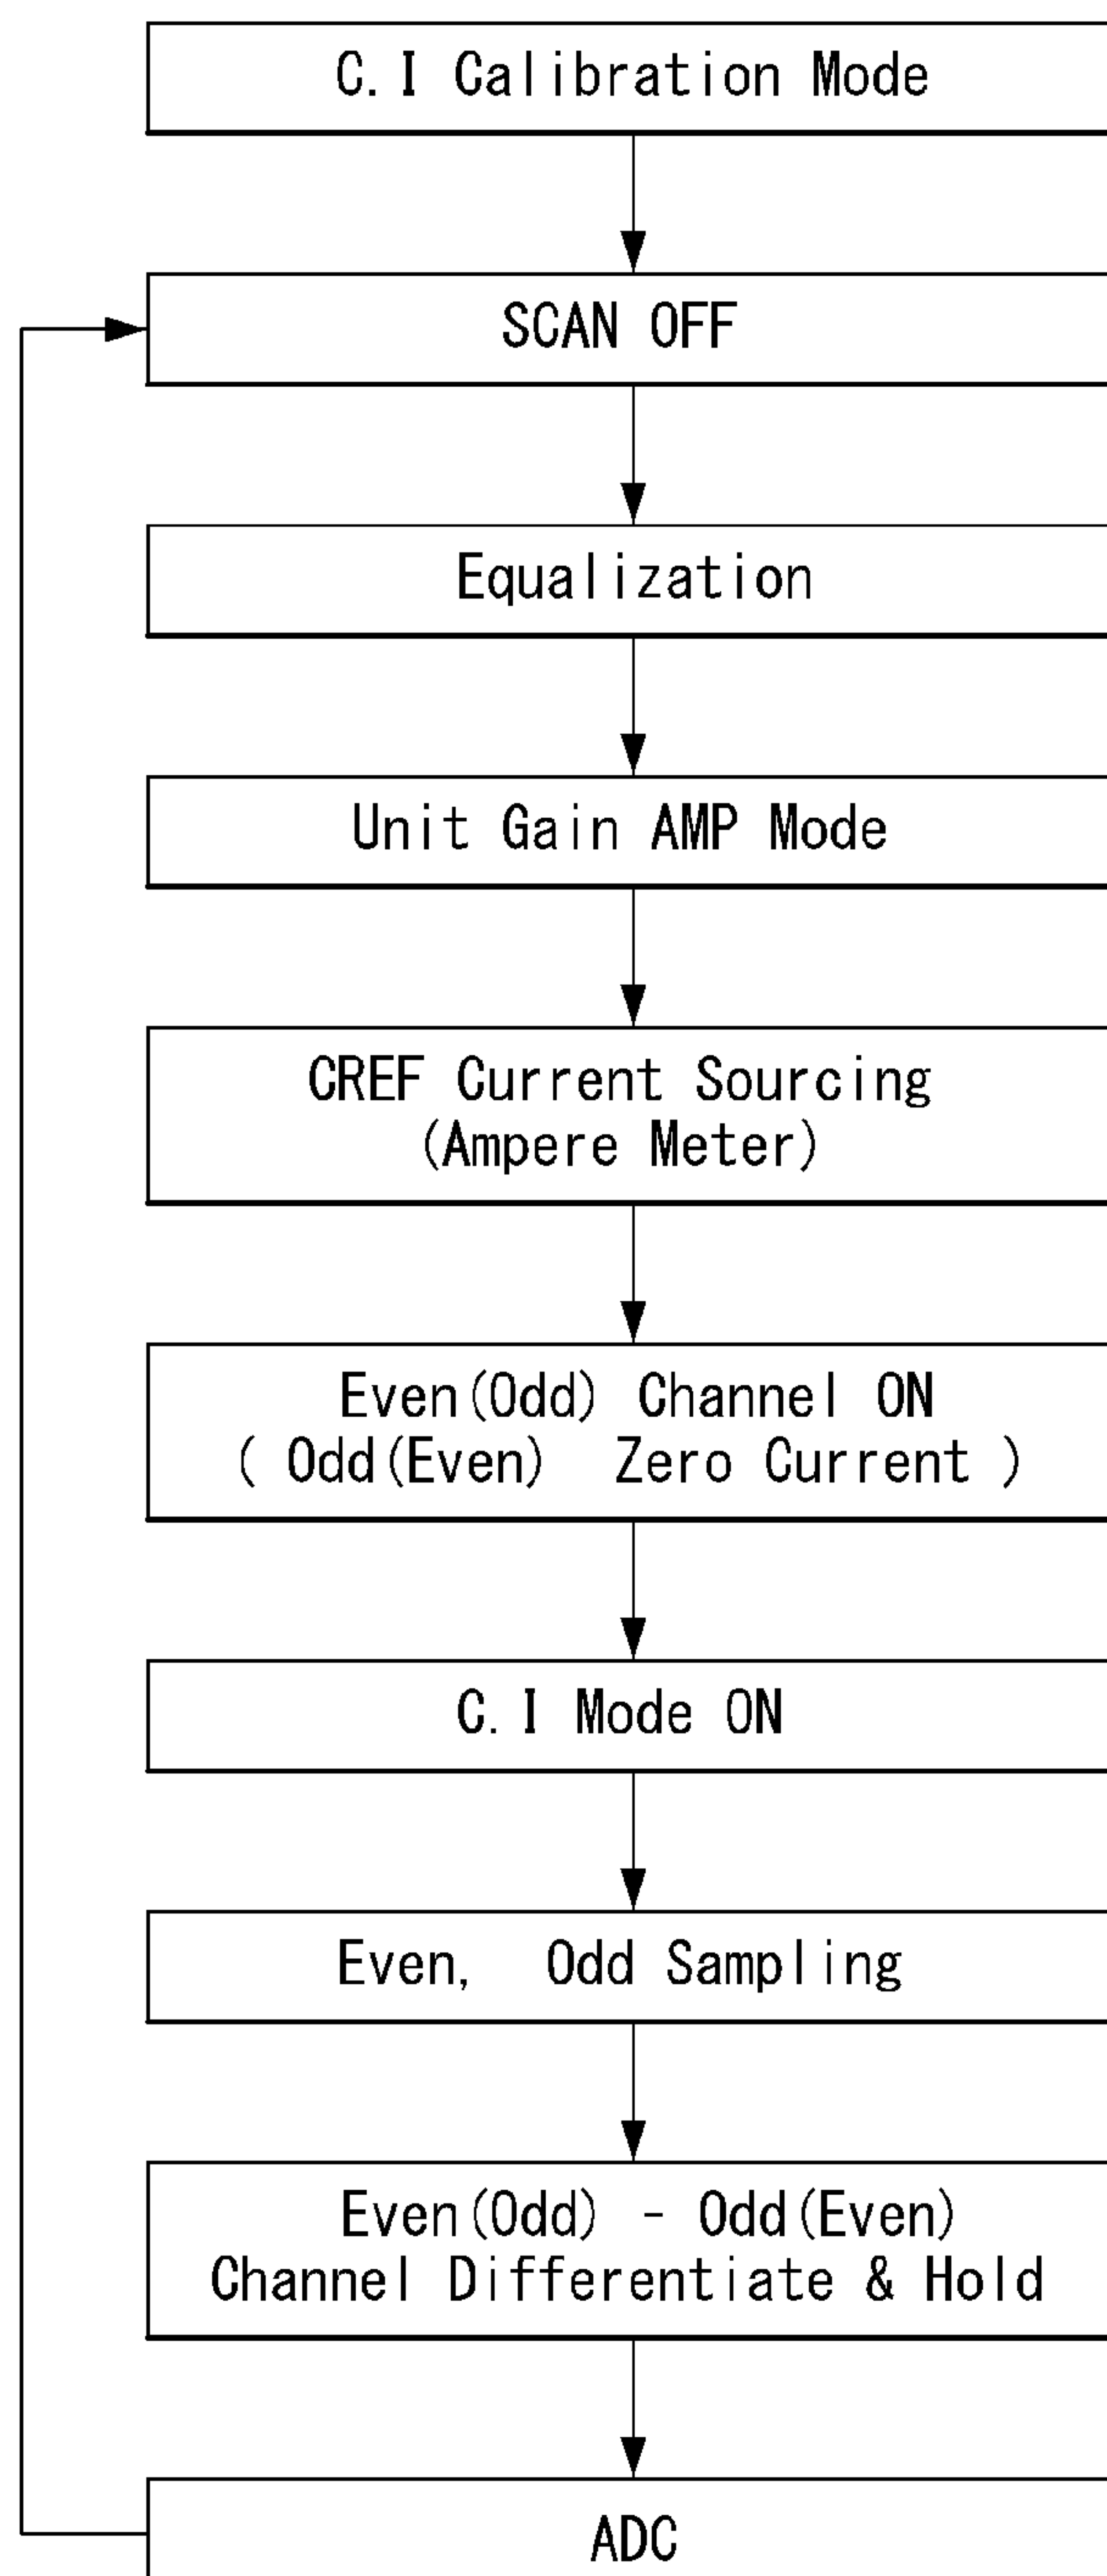 C.I Calibration Mode
SCAN OFF
Equalization
Unit Gain AMP Mode
CREF Current Sourcing
(Ampere Meter)
Even(Odd) Channel ON
( Odd(Even) Zero Current )
C.I Mode ON
Even, Odd Sampling
Even(Odd) - Odd(Even)
Channel Differentiate & Hold
ADC